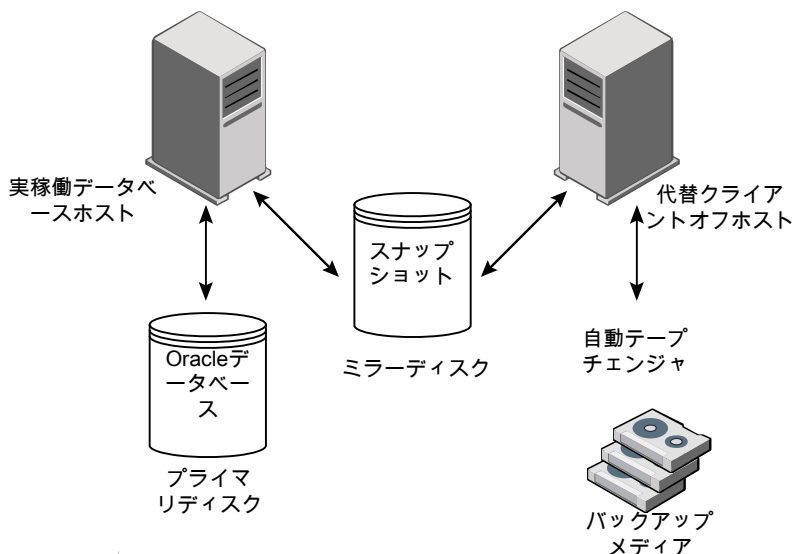 実稼働データベ
ースホスト
代替クライア
ントオフホスト
スナップ
ショット
ミラーディスク
Oracleデ
ータベー
ス
プライマ
リディスク
自動テープ
チェンジャ
バックアップ
メディア